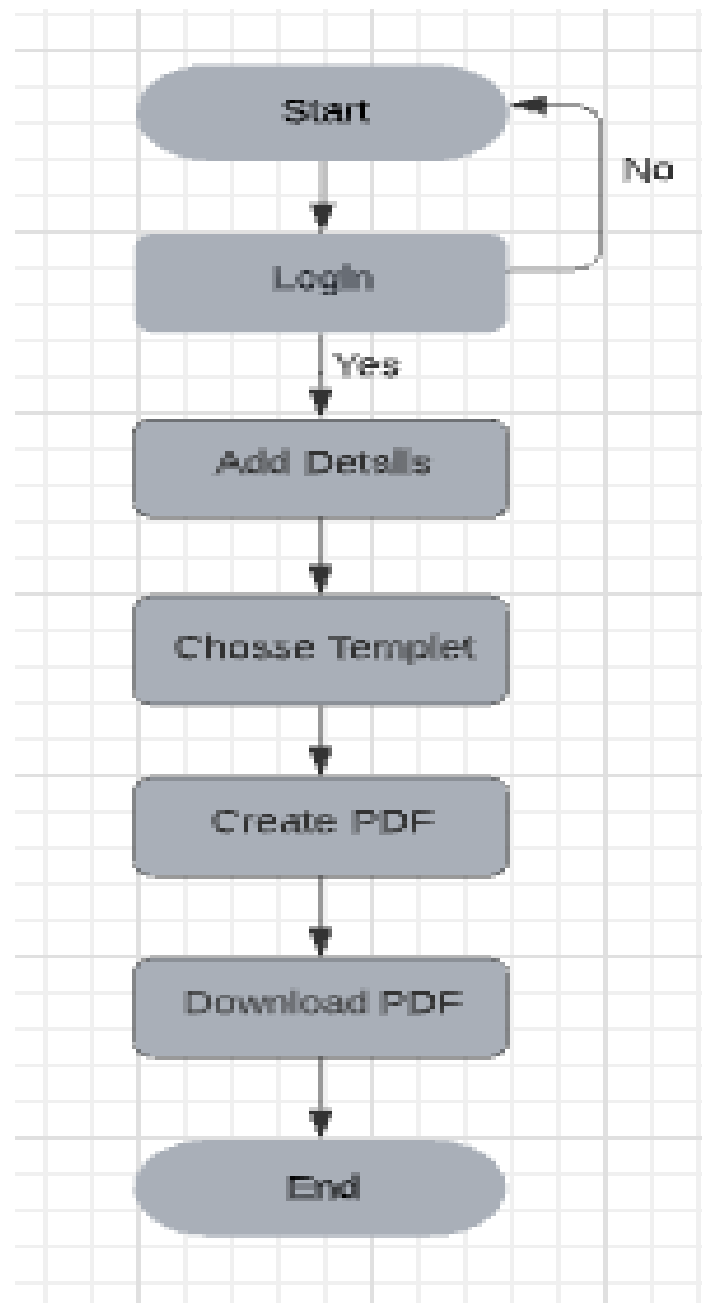 Start
No
LogIn
Yes
Add Details
Chosse Templet
Create PDF
Download PDF
End